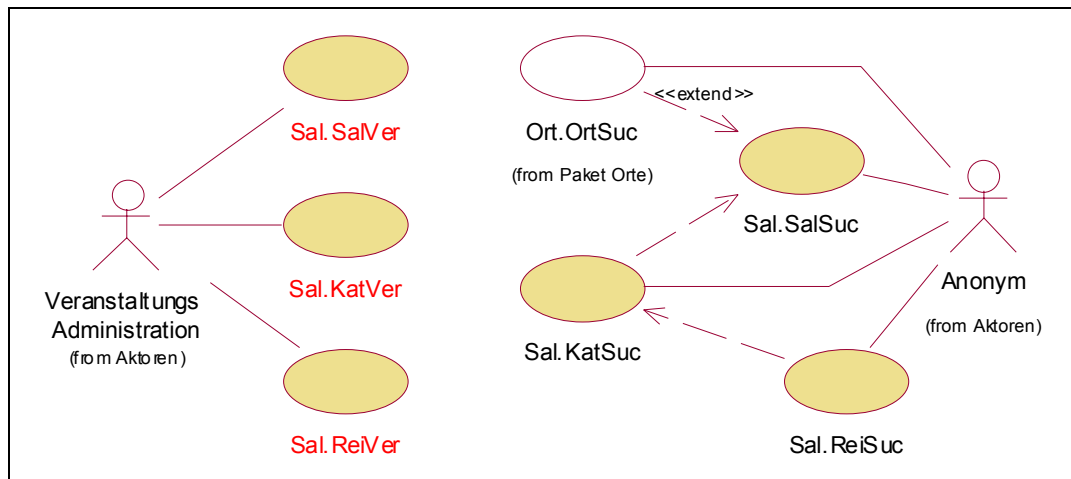 Sal.SalVer
Sal.KatVer
Sal.ReiVer
Veranstaltungs
Administration
(from Aktoren)
<<extend>>
Ort.OrtSuc
(from Paket Orte)
Sal.SalSuc
Sal.KatSuc
Sal.ReiSuc
Anonym
(from Aktoren)